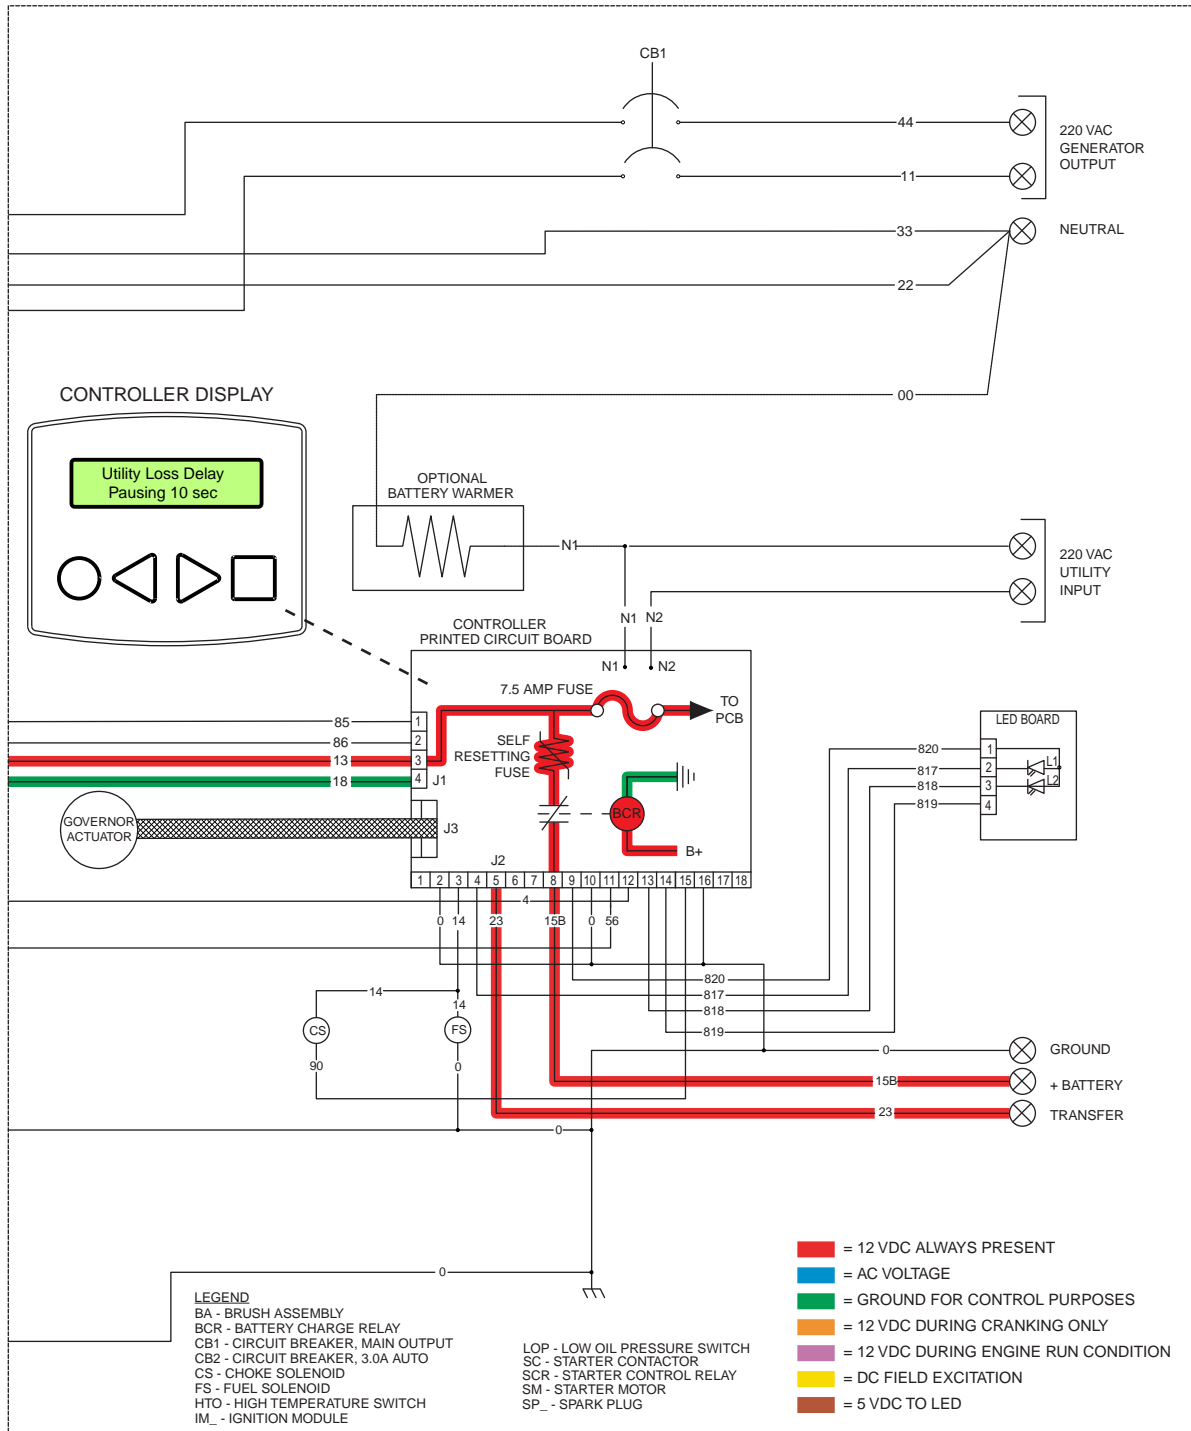 CB1
44
220 VAC
GENERATOR
OUTPUT
11
33
NEUTRAL
22
CONTROLLER DISPLAY
00
Utility Loss Delay
Pausing 10 sec
OPTIONAL
BATTERY WARMER
N1
220 VAC
UTILITY
INPUT
N1 N2
CONTROLLER
PRINTED CIRCUIT BOARD
N1 N2
7.5 AMP FUSE
TO
PCB
85 1
86 2
13 3
18 4 J1
SELF
RESETTING
FUSE
LED BOARD
820 1
817 2 L1
818 3 L2
819 4
GOVERNOR
ACTUATOR
J3
BCR
B+
J2
1 2 3 4 5 6 7 8 9 10 11 12 13 14 15 16 17 18
4
0 14 23 15B 0 56
820
14 817
14 818
819
CS FS
90 0
0 GROUND
15B + BATTERY
23 TRANSFER
0
0
LEGEND
BA - BRUSH ASSEMBLY
BCR - BATTERY CHARGE RELAY
CB1 - CIRCUIT BREAKER, MAIN OUTPUT
CB2 - CIRCUIT BREAKER, 3.0A AUTO
CS - CHOKE SOLENOID
FS - FUEL SOLENOID
HTO - HIGH TEMPERATURE SWITCH
IM_ - IGNITION MODULE
LOP - LOW OIL PRESSURE SWITCH
SC - STARTER CONTACTOR
SCR - STARTER CONTROL RELAY
SM - STARTER MOTOR
SP_ - SPARK PLUG
= 12 VDC ALWAYS PRESENT
= AC VOLTAGE
= GROUND FOR CONTROL PURPOSES
= 12 VDC DURING CRANKING ONLY
= 12 VDC DURING ENGINE RUN CONDITION
= DC FIELD EXCITATION
= 5 VDC TO LED